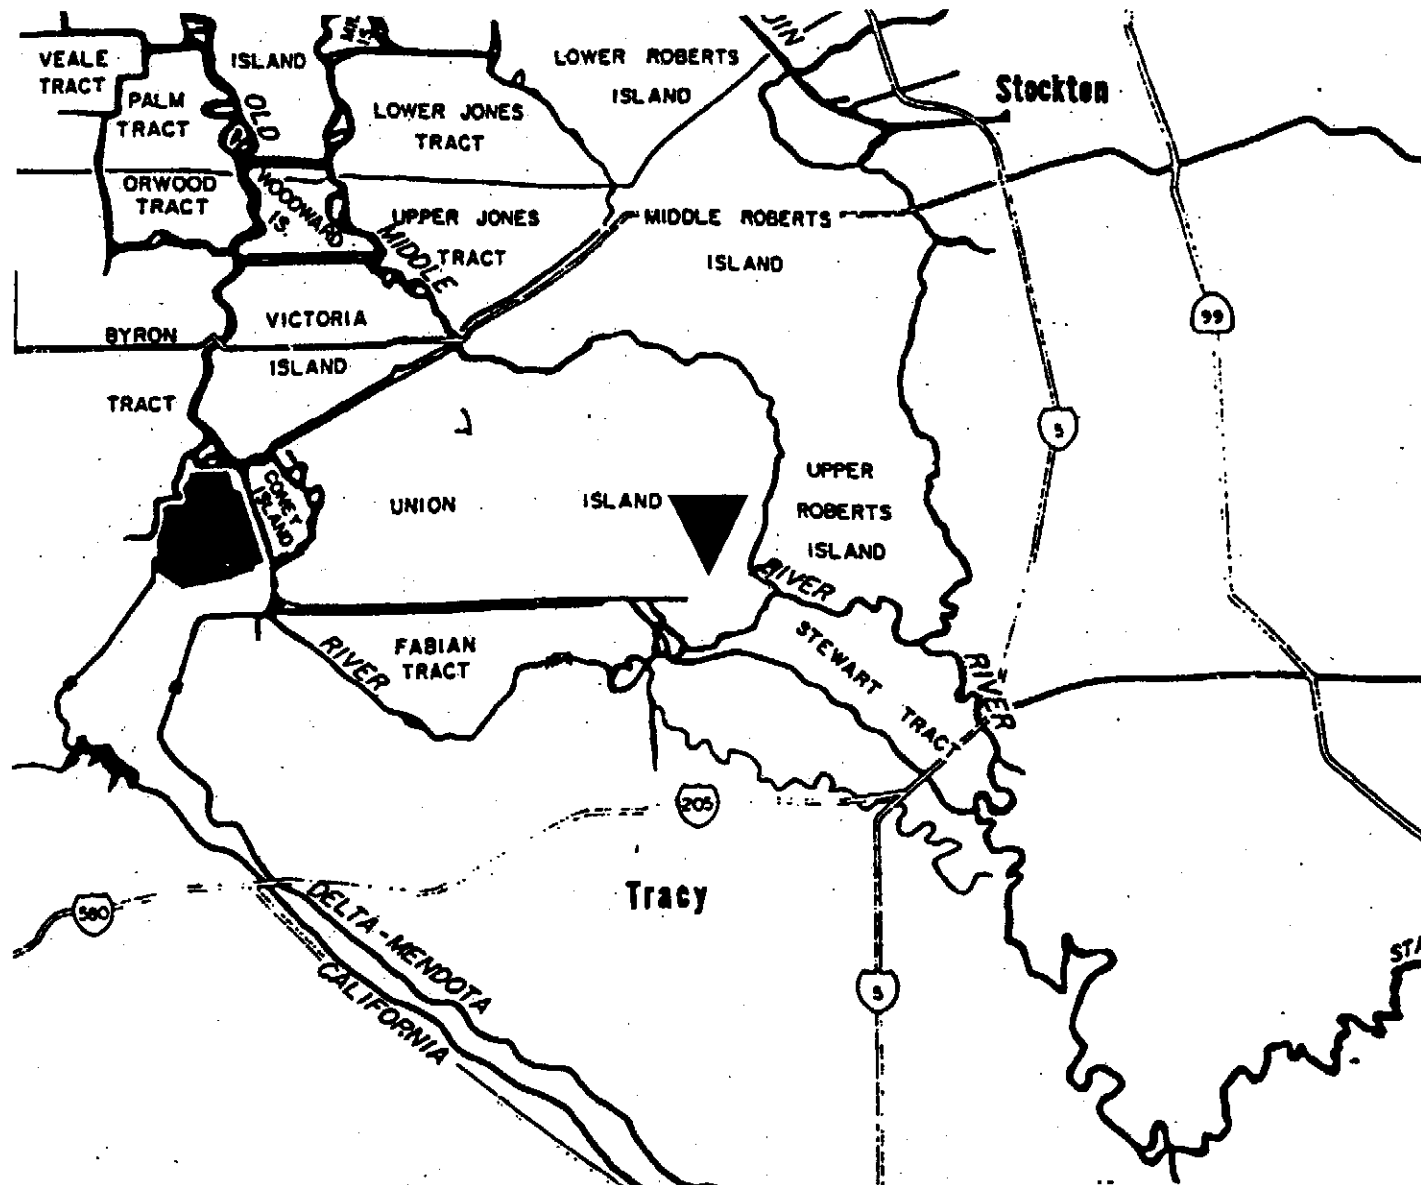 VEALE
TRACT
PALM
TRACT
ISLAND
OLD
LOWER JONES
TRACT
LOWER ROBERTS
ISLAND
Stockton
ORWOOD
TRACT
WOODWARD
IS.
UPPER JONES
TRACT
MIDDLE
MIDDLE ROBERTS
ISLAND
BYRON
TRACT
VICTORIA
ISLAND
99
5
CONEY
ISLAND
UNION
ISLAND
UPPER
ROBERTS
ISLAND
RIVER
RIVER
FABIAN
TRACT
STEWART
TRACT
RIVER
205
580
Tracy
DELTA-MENDOTA
CALIFORNIA
5